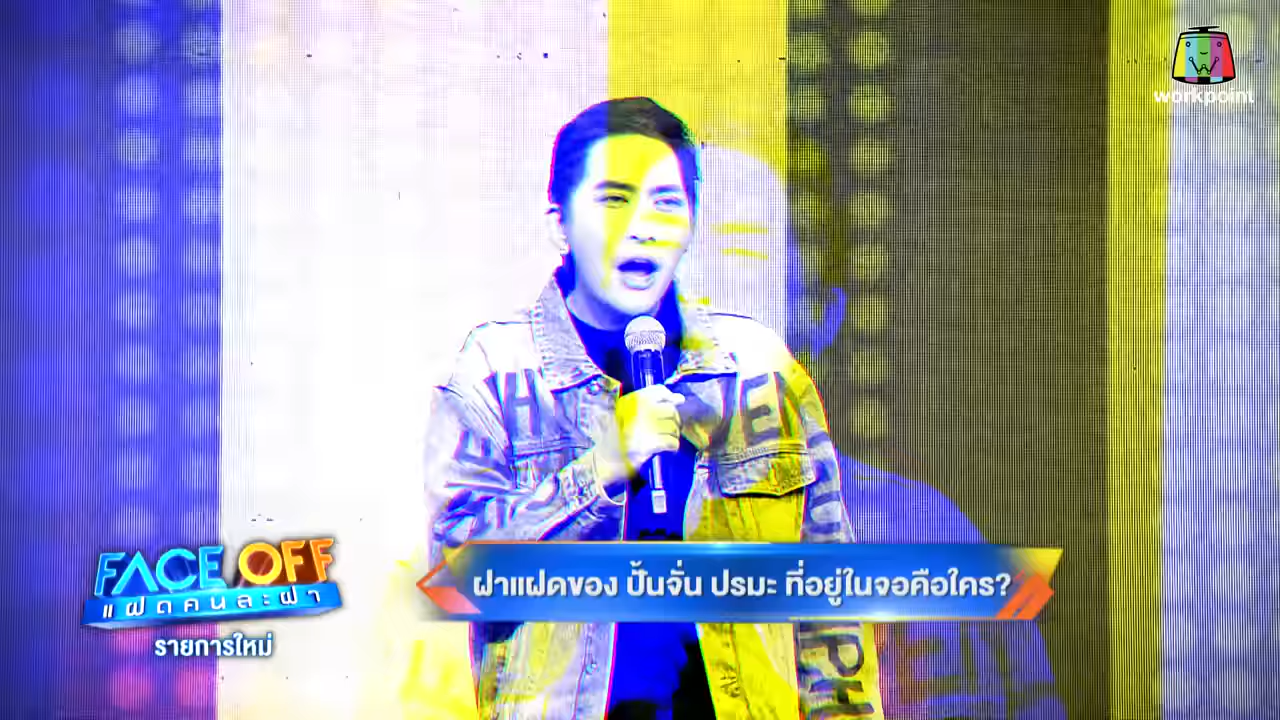 workpoint
FACE OFF
แฝดคนละฝา
รายการใหม่
ฝาแฝดของ ปั้นจั่น ปรมะ ที่อยู่ในจอคือใคร?